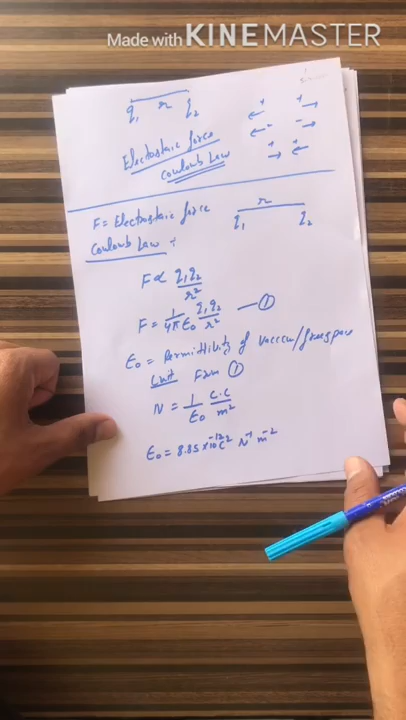 Made with KINEMASTER
q₁ r q₂
+ +
- -
+ +
Electrostaic force
Coulomb Law
F = Electrostaic force
r
q₁ q₂
Coulomb Law :
F ∝ q₁q₂/r²
F = 1/4πε₀ q₁q₂/r² — ①
ε₀ = Permittivity of vaccum/freespace
Unit From ①
N = 1/ε₀ C.C/m²
ε₀ = 8.85 × 10⁻¹² C² N⁻¹ m⁻²